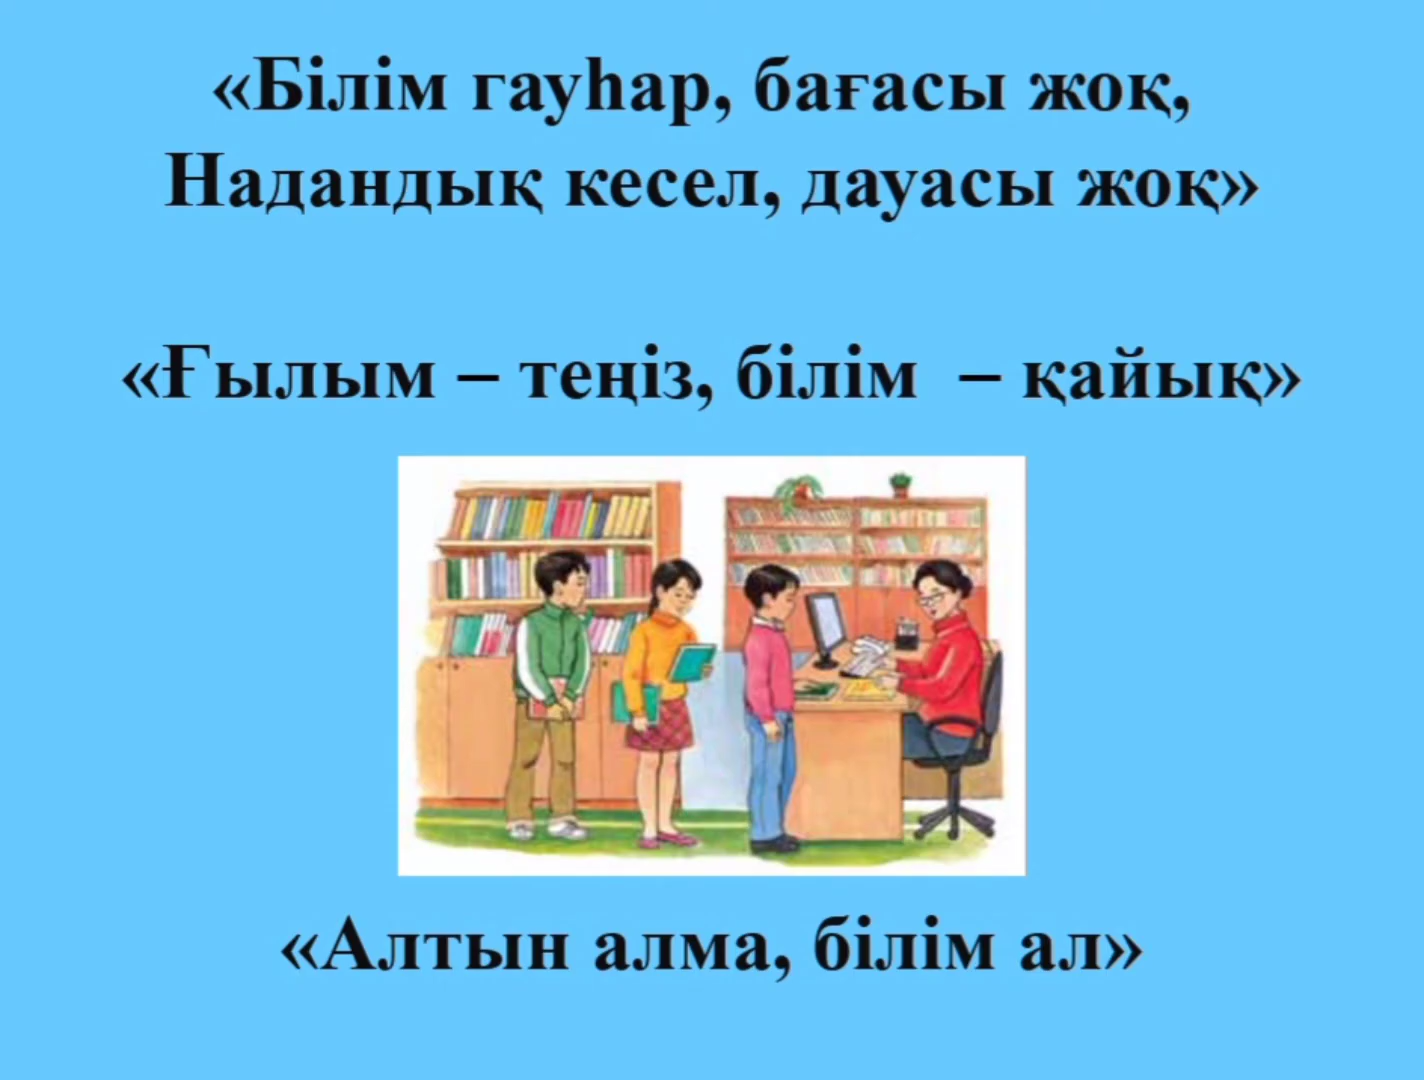 «Білім гауһар, бағасы жоқ,
Надандық кесел, дауасы жоқ»
«Ғылым – теңіз, білім – қайық»
«Алтын алма, білім ал»